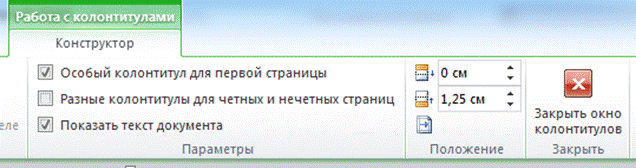 Работа с колонтитулами
Конструктор
Особый колонтитул для первой страницы
Разные колонтитулы для четных и нечетных страниц
Показать текст документа
еле
Параметры
0 см
1,25 см
Положение
Закрыть окно
колонтитулов
Закрыть